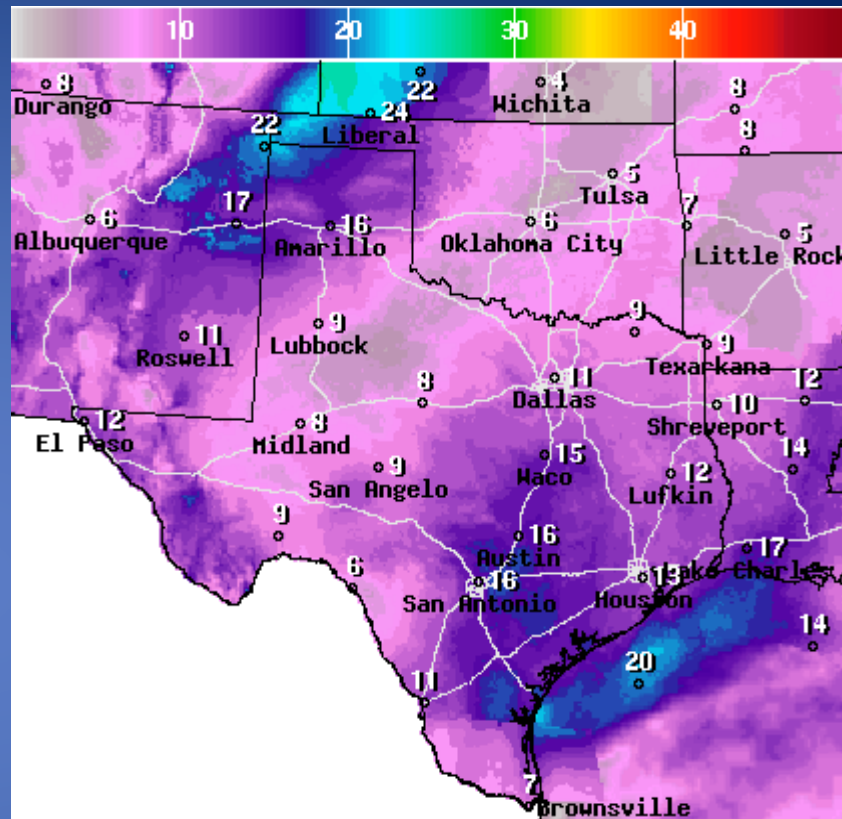 10 20 30 40
8
Durango
22
4
Wichita
8
24
Liberal
22
8
5
Tulsa
6
Albuquerque
17
16
Amarillo
6
Oklahoma City
7
5
Little Rock
11
Roswell
9
Lubbock
9
9
Texarkana
12
El Paso
8
Midland
8
11
Dallas
10
Shreveport
12
9
San Angelo
15
Waco
12
Lufkin
14
9
16
Austin
17
Lake Charles
6
16
San Antonio
Houston
14
20
11
7
Brownsville